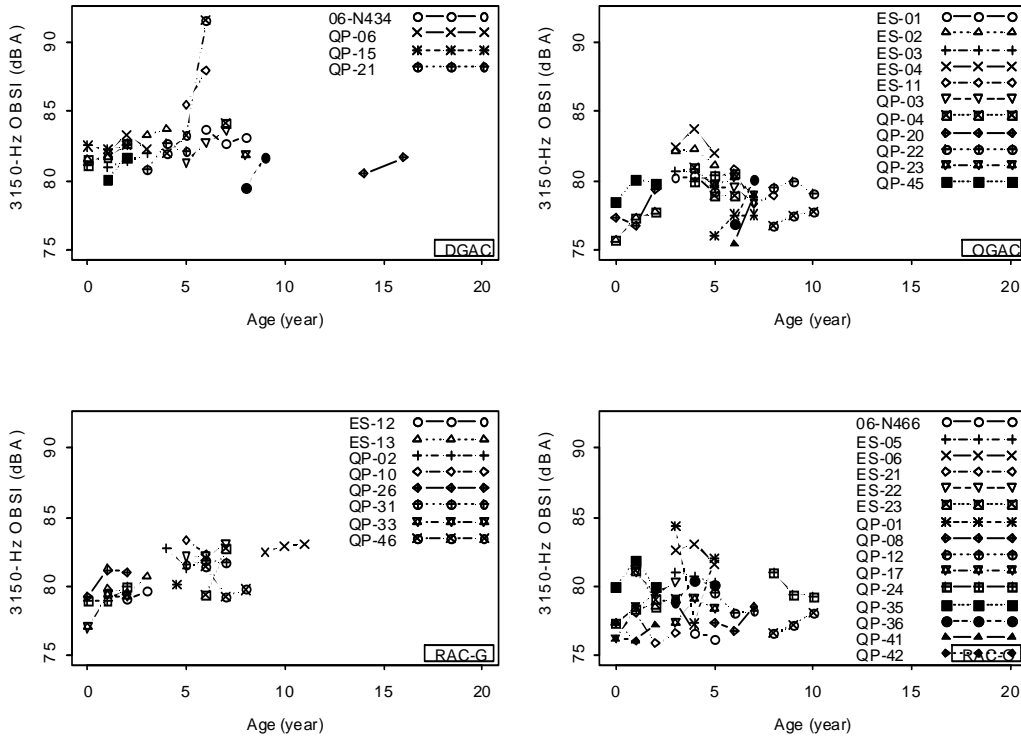 06-N434
QP-06
QP-15
QP-21
3150-Hz OBSI (dBA)
75 80 85 90
DGAC
0 5 10 15 20
Age (year)
ES-01
ES-02
ES-03
ES-04
ES-11
QP-03
QP-04
QP-20
QP-22
QP-23
QP-45
3150-Hz OBSI (dBA)
75 80 85 90
OGAC
0 5 10 15 20
Age (year)
ES-12
ES-13
QP-02
QP-10
QP-26
QP-31
QP-33
QP-46
3150-Hz OBSI (dBA)
75 80 85 90
RAC-G
0 5 10 15 20
Age (year)
06-N466
ES-05
ES-06
ES-21
ES-22
ES-23
QP-01
QP-08
QP-12
QP-17
QP-24
QP-35
QP-36
QP-41
QP-42
3150-Hz OBSI (dBA)
75 80 85 90
RAC-O
0 5 10 15 20
Age (year)